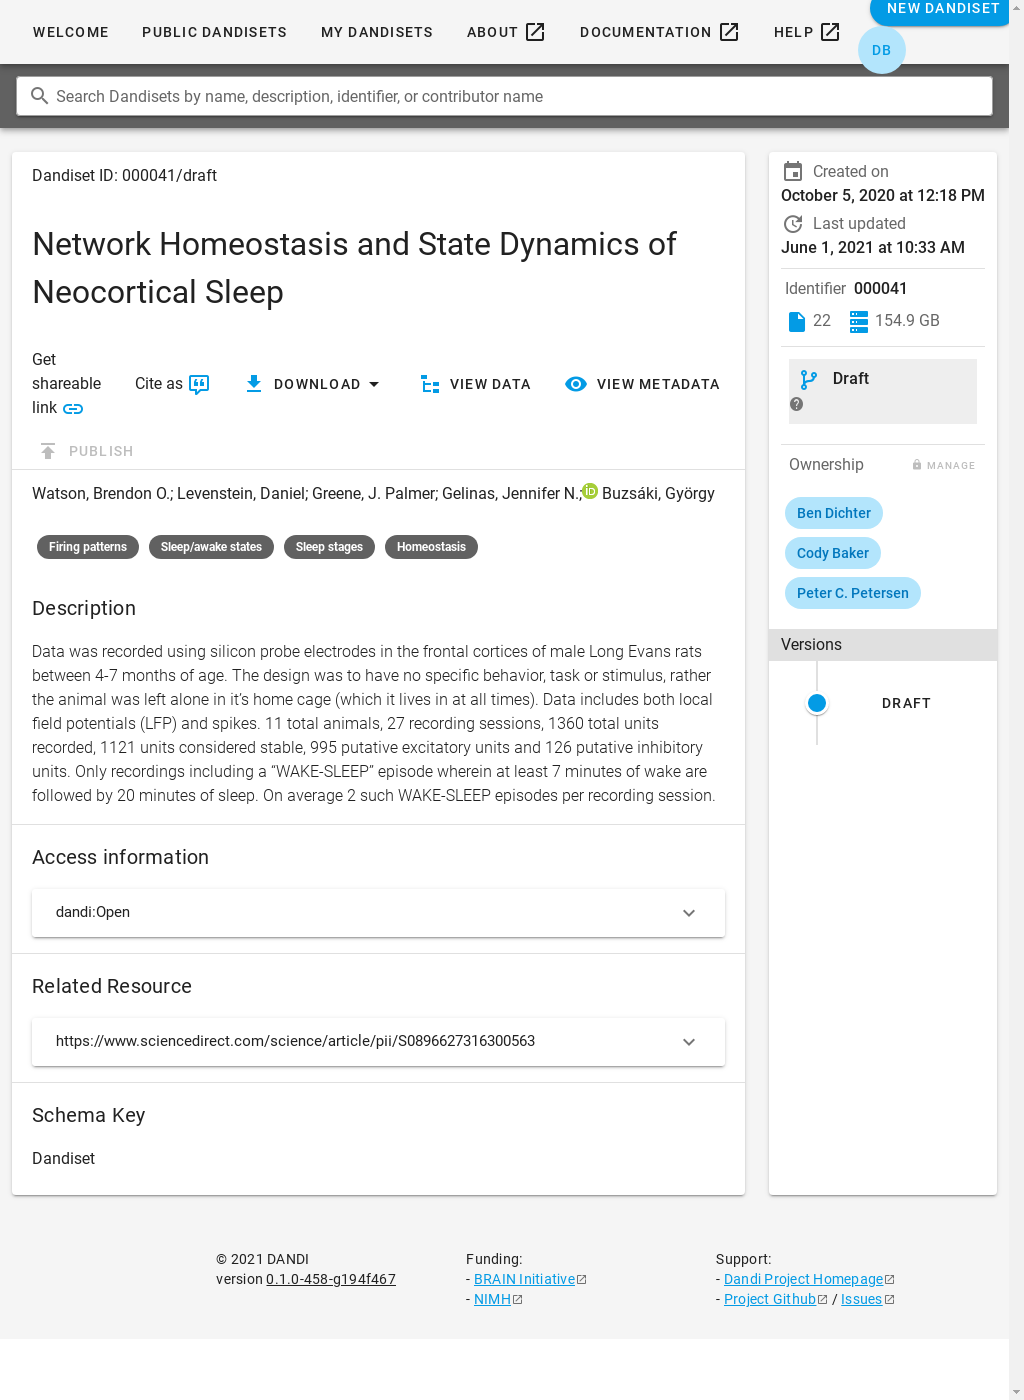 WELCOME PUBLIC DANDISETS MY DANDISETS ABOUT DOCUMENTATION HELP NEW DANDISET
DB
Search Dandisets by name, description, identifier, or contributor name
Dandiset ID: 000041/draft
Network Homeostasis and State Dynamics of
Neocortical Sleep
Get
shareable
link
Cite as
DOWNLOAD
VIEW DATA
VIEW METADATA
PUBLISH
Watson, Brendon O.; Levenstein, Daniel; Greene, J. Palmer; Gelinas, Jennifer N.; iD Buzsáki, György
Firing patterns Sleep/awake states Sleep stages Homeostasis
Description
Data was recorded using silicon probe electrodes in the frontal cortices of male Long Evans rats
between 4-7 months of age. The design was to have no specific behavior, task or stimulus, rather
the animal was left alone in it’s home cage (which it lives in at all times). Data includes both local
field potentials (LFP) and spikes. 11 total animals, 27 recording sessions, 1360 total units
recorded, 1121 units considered stable, 995 putative excitatory units and 126 putative inhibitory
units. Only recordings including a “WAKE-SLEEP” episode wherein at least 7 minutes of wake are
followed by 20 minutes of sleep. On average 2 such WAKE-SLEEP episodes per recording session.
Access information
dandi:Open
Related Resource
https://www.sciencedirect.com/science/article/pii/S0896627316300563
Schema Key
Dandiset
Created on
October 5, 2020 at 12:18 PM
Last updated
June 1, 2021 at 10:33 AM
Identifier 000041
22 154.9 GB
Draft
Ownership MANAGE
Ben Dichter
Cody Baker
Peter C. Petersen
Versions
DRAFT
© 2021 DANDI
version 0.1.0-458-g194f467
Funding:
- BRAIN Initiative
- NIMH
Support:
- Dandi Project Homepage
- Project Github / Issues